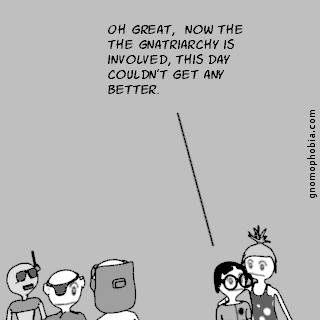 OH GREAT, NOW THE
THE GNATRIARCHY IS
INVOLVED, THIS DAY
COULDN'T GET ANY
BETTER.
gnomophobia.com